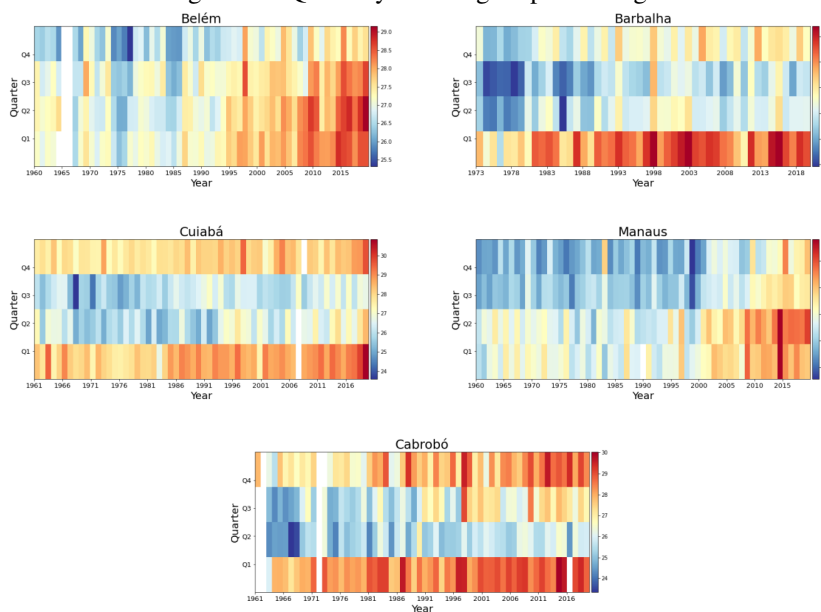 Belém
Q4
Q3
Q2
Q1
Quarter
1960 1965 1970 1975 1980 1985 1990 1995 2000 2005 2010 2015
Year
29.0
28.5
28.0
27.5
27.0
26.5
26.0
25.5
Barbalha
Q4
Q3
Q2
Q1
Quarter
1973 1978 1983 1988 1993 1998 2003 2008 2013 2018
Year
Cuiabá
Q4
Q3
Q2
Q1
Quarter
1961 1966 1971 1976 1981 1986 1991 1996 2001 2006 2011 2016
Year
30
29
28
27
26
25
24
Manaus
Q4
Q3
Q2
Q1
Quarter
1960 1965 1970 1975 1980 1985 1990 1995 2000 2005 2010 2015
Year
Cabrobó
Q4
Q3
Q2
Q1
Quarter
1961 1966 1971 1976 1981 1986 1991 1996 2001 2006 2011 2016
Year
30
29
28
27
26
25
24